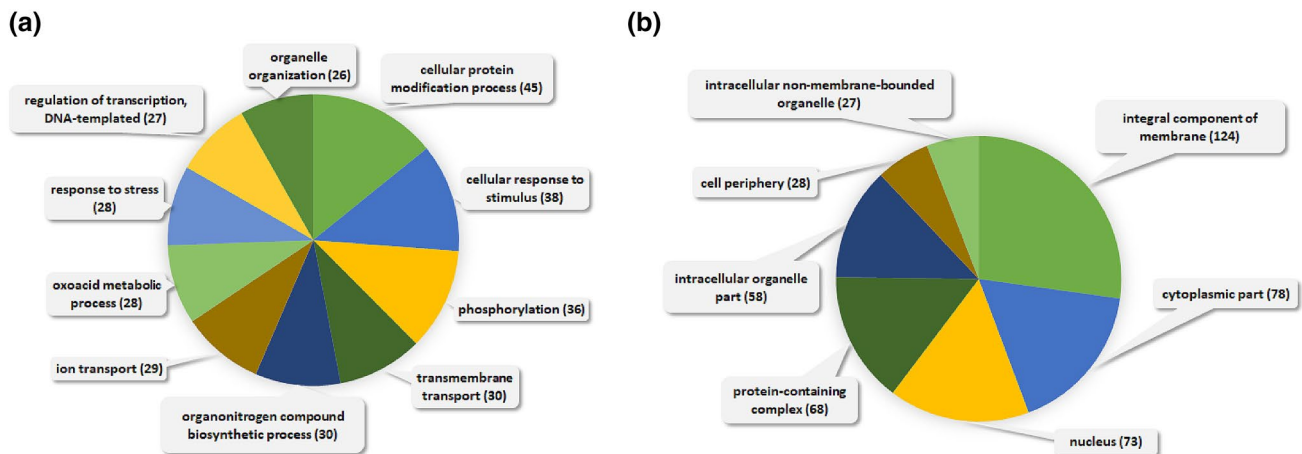 (a)
organelle
organization (26)
cellular protein
modification process (45)
regulation of transcription,
DNA-templated (27)
response to stress
(28)
cellular response to
stimulus (38)
oxoacid metabolic
process (28)
phosphorylation (36)
ion transport (29)
transmembrane
transport (30)
organonitrogen compound
biosynthetic process (30)
(b)
intracellular non-membrane-bounded
organelle (27)
integral component of
membrane (124)
cell periphery (28)
intracellular organelle
part (58)
cytoplasmic part (78)
protein-containing
complex (68)
nucleus (73)